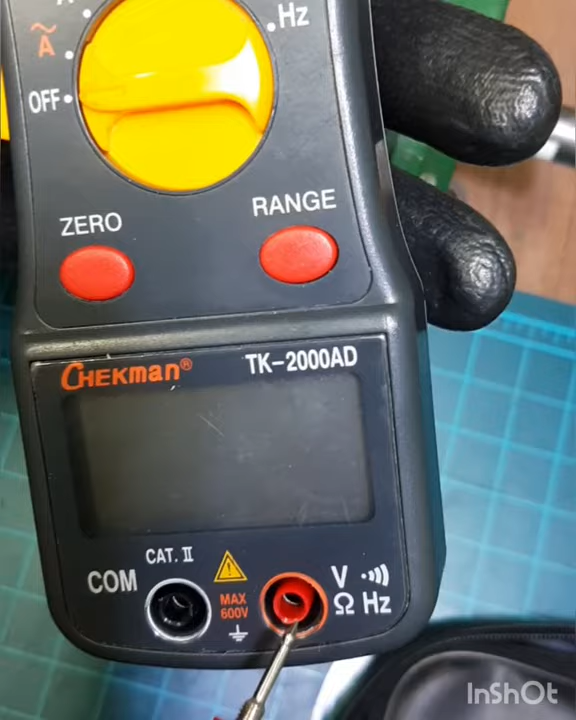 Hz
Ã
OFF
ZERO
RANGE
CHEKman®
TK-2000AD
CAT. II
COM
MAX
600V
V
Ω Hz
InShOt